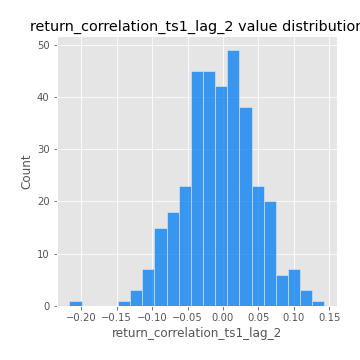 return_correlation_ts1_lag_2 value distribution
50
40
30
20
10
0
Count
−0.20 −0.15 −0.10 −0.05 0.00 0.05 0.10 0.15
return_correlation_ts1_lag_2